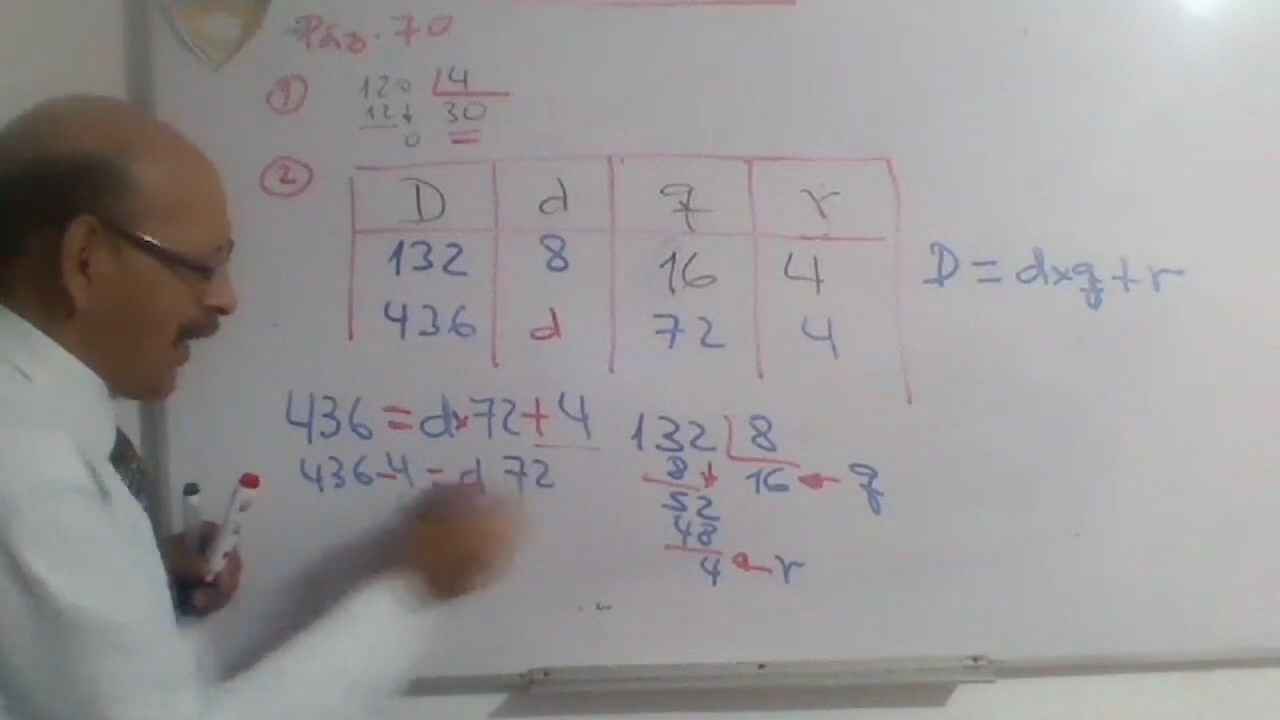 Pág. 70
① 120 4
12 30
0
② D d q r
132 8 16 4
436 d 72 4
D = d×q+r
436 = d×72+4
436-4 = d 72
132 8
8 16 ← q
52
48
4 ← r